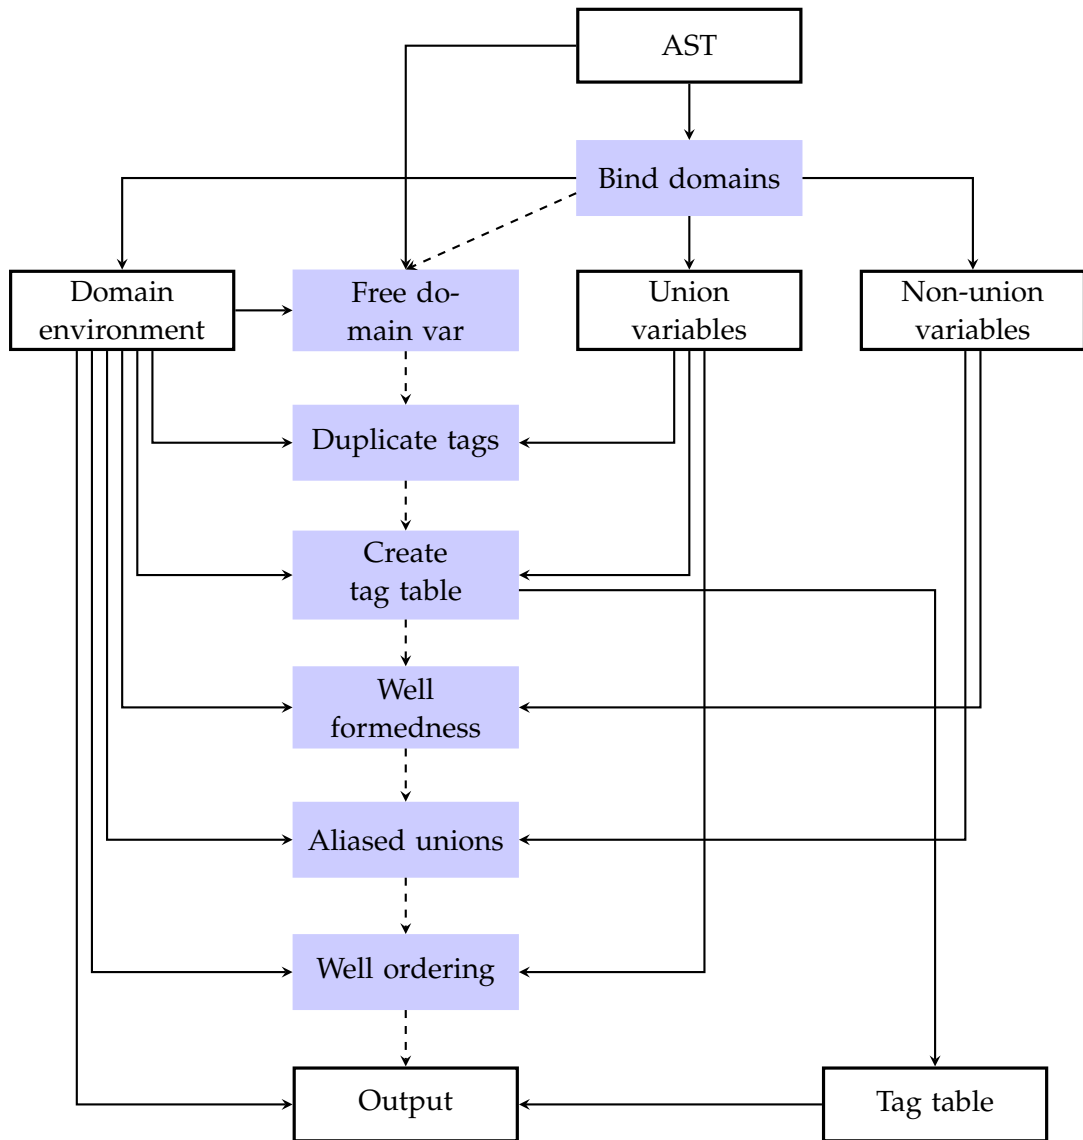 AST
Bind domains
Domain
environment
Free do-
main var
Union
variables
Non-union
variables
Duplicate tags
Create
tag table
Well
formedness
Aliased unions
Well ordering
Output
Tag table